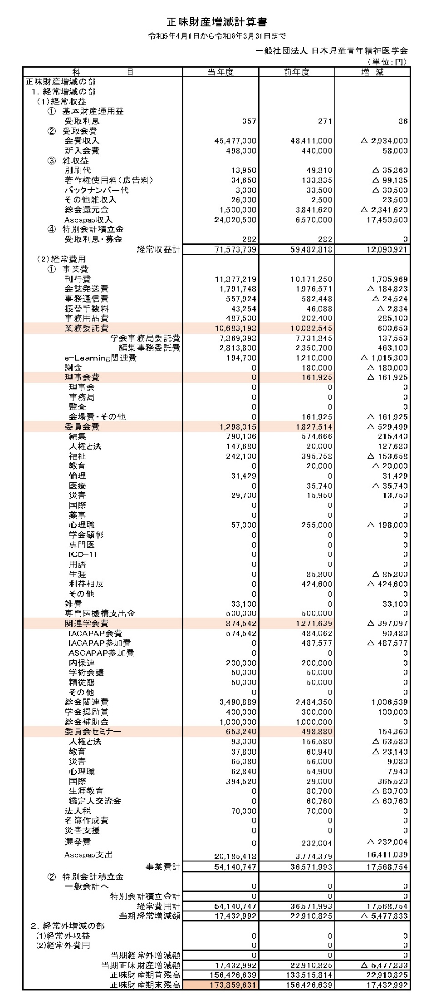 正味財産増減計算書
令和5年4月1日から令和6年3月31日まで
一般社団法人 日本児童青年精神医学会
（単位：円）
科 目 当年度 前年度 増 減
正味財産増減の部
1．経常増減の部
（1）経常収益
① 基本財産運用益
受取利息 357 271 86
② 受取会費
会費収入 45,477,000 48,411,000 △ 2,934,000
新入会費 498,000 440,000 58,000
③ 雑収益
別刷代 13,950 49,810 △ 35,860
著作権使用料（広告料） 34,650 133,835 △ 99,185
バックナンバー代 3,000 33,500 △ 30,500
その他雑収入 26,000 2,500 23,500
総会還元金 1,500,000 3,841,620 △ 2,341,620
Ascapap収入 24,020,500 6,570,000 17,450,500
④ 特別会計積立金
受取利息・募金 282 282 0
経常収益計 71,573,739 59,482,818 12,090,921
（2）経常費用
① 事業費
刊行費 11,877,219 10,171,250 1,705,969
会誌発送費 1,791,748 1,976,571 △ 184,823
事務通信費 557,924 582,448 △ 24,524
振替手数料 43,254 46,088 △ 2,834
事務用品費 487,500 202,400 285,100
業務委託費 10,683,198 10,082,545 600,653
学会事務局委託費 7,869,398 7,731,845 137,553
編集事務委託費 2,813,800 2,350,700 463,100
e-Learning関連費 194,700 1,210,000 △ 1,015,300
謝金 0 180,000 △ 180,000
理事会費 0 161,925 △ 161,925
理事会 0 0 0
事務局 0 0 0
監査 0 0 0
会場費・その他 0 161,925 △ 161,925
委員会費 1,298,015 1,827,514 △ 529,499
編集 790,106 574,666 215,440
人権と法 147,680 20,000 127,680
福祉 242,100 395,758 △ 153,658
教育 0 20,000 △ 20,000
倫理 31,429 0 31,429
医療 0 35,740 △ 35,740
災害 29,700 15,950 13,750
国際 0 0 0
薬事 0 0 0
心理職 57,000 255,000 △ 198,000
学会顕彰 0 0 0
専門医 0 0 0
ICD-11 0 0 0
用語 0 0 0
生涯 0 85,800 △ 85,800
利益相反 0 424,600 △ 424,600
その他 0 0 0
雑費 33,100 0 33,100
専門医機構支出金 500,000 500,000 0
関連学会費 874,542 1,271,639 △ 397,097
IACAPAP会費 574,542 484,062 90,480
IACAPAP参加費 0 487,577 △ 487,577
ASCAPAP参加費 0 0 0
内保連 200,000 200,000 0
学術会議 50,000 50,000 0
精従懇 50,000 50,000 0
その他 0 0 0
総会関連費 3,490,889 2,484,350 1,006,539
学会奨励賞 400,000 300,000 100,000
総会補助金 1,000,000 1,000,000 0
委員会セミナー 653,240 498,880 154,360
人権と法 93,000 156,580 △ 63,580
教育 37,800 60,940 △ 23,140
災害 65,080 56,000 9,080
心理職 62,840 54,900 7,940
国際 394,520 29,000 365,520
生涯教育 0 80,700 △ 80,700
鑑定人交流会 0 60,760 △ 60,760
法人税 70,000 70,000 0
名簿作成費 0 0 0
災害支援 0 0 0
選挙費 0 232,004 △ 232,004
Ascapap支出 20,185,418 3,774,379 16,411,039
事業費計 54,140,747 36,571,993 17,568,754
② 特別会計積立金
一般会計へ 0 0 0
特別会計積立金計 0 0 0
経常費用計 54,140,747 36,571,993 17,568,754
当期経常増減額 17,432,992 22,910,825 △ 5,477,833
2．経常外増減の部
(1)経常外収益 0 0 0
(2)経常外費用 0 0 0
当期経常外増減額 0 0 0
当期正味財産増減額 17,432,992 22,910,825 △ 5,477,833
正味財産期首残高 156,426,639 133,515,814 22,910,825
正味財産期末残高 173,859,631 156,426,639 17,432,992